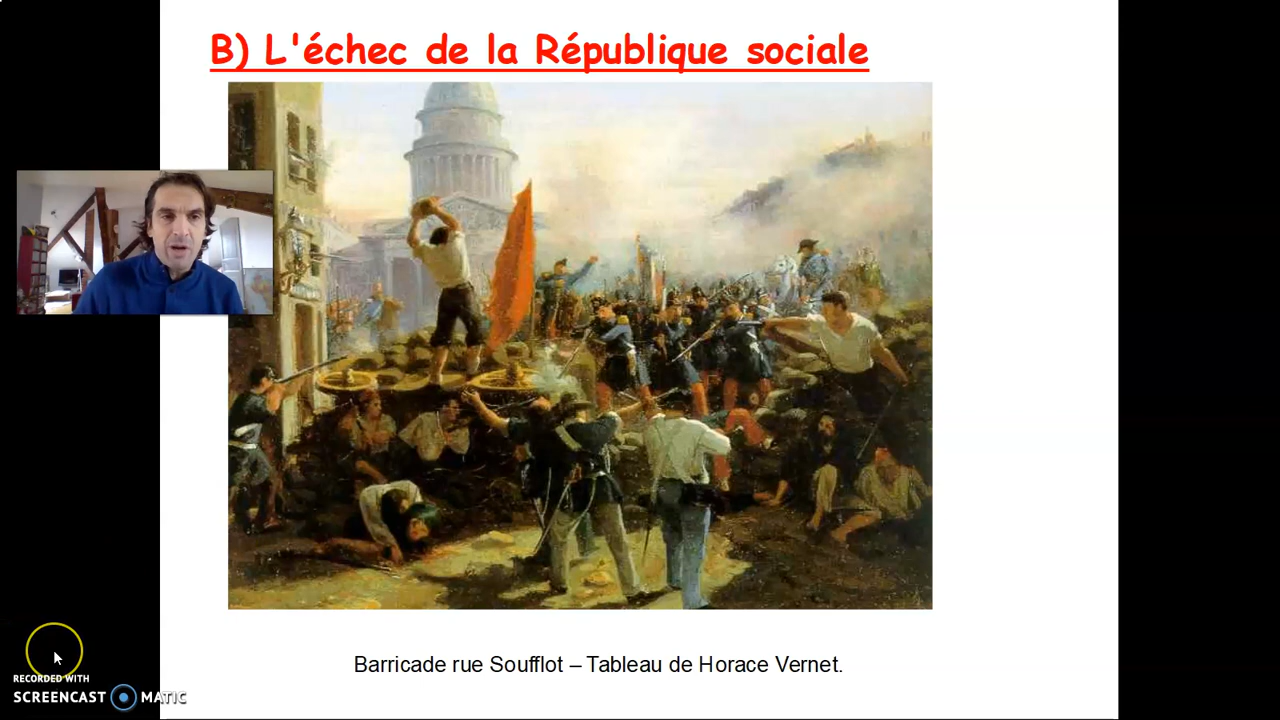 B) L'échec de la République sociale
Barricade rue Soufflot – Tableau de Horace Vernet.
RECORDED WITH
SCREENCAST MATIC